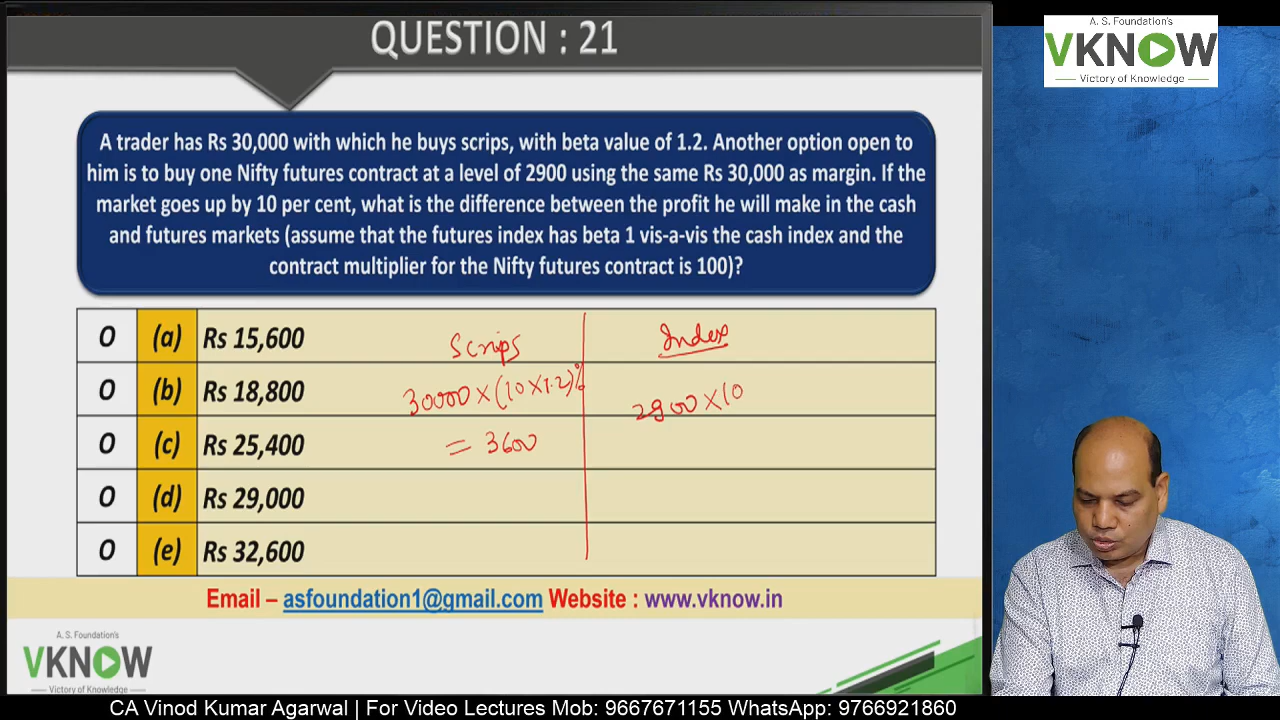 QUESTION : 21
A. S. Foundation's
VKNOW
Victory of Knowledge
A trader has Rs 30,000 with which he buys scrips, with beta value of 1.2. Another option open to
him is to buy one Nifty futures contract at a level of 2900 using the same Rs 30,000 as margin. If the
market goes up by 10 per cent, what is the difference between the profit he will make in the cash
and futures markets (assume that the futures index has beta 1 vis-a-vis the cash index and the
contract multiplier for the Nifty futures contract is 100)?
O (a) Rs 15,600
O (b) Rs 18,800
O (c) Rs 25,400
O (d) Rs 29,000
O (e) Rs 32,600
Scrips
30000 × (10 × 1.2)%
= 3600
Index
2900 × 10
Email – asfoundation1@gmail.com Website : www.vknow.in
A. S. Foundation's
VKNOW
Victory of Knowledge
CA Vinod Kumar Agarwal | For Video Lectures Mob: 9667671155 WhatsApp: 9766921860